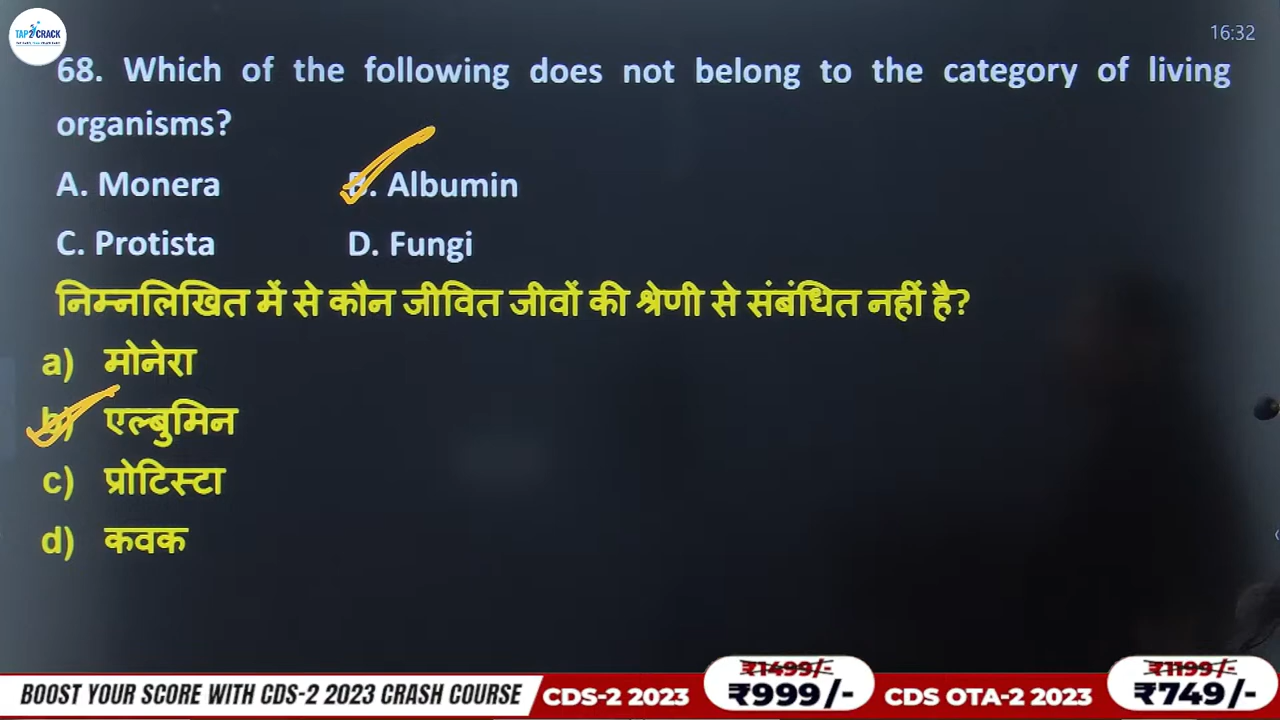 TAP2CRACK
16:32
68. Which of the following does not belong to the category of living
organisms?
A. Monera B. Albumin
C. Protista D. Fungi
निम्नलिखित में से कौन जीवित जीवों की श्रेणी से संबंधित नहीं है?
a) मोनेरा
b) एल्बुमिन
c) प्रोटिस्टा
d) कवक
₹1499/- ₹1199/-
BOOST YOUR SCORE WITH CDS-2 2023 CRASH COURSE CDS-2 2023 ₹999/- CDS OTA-2 2023 ₹749/-